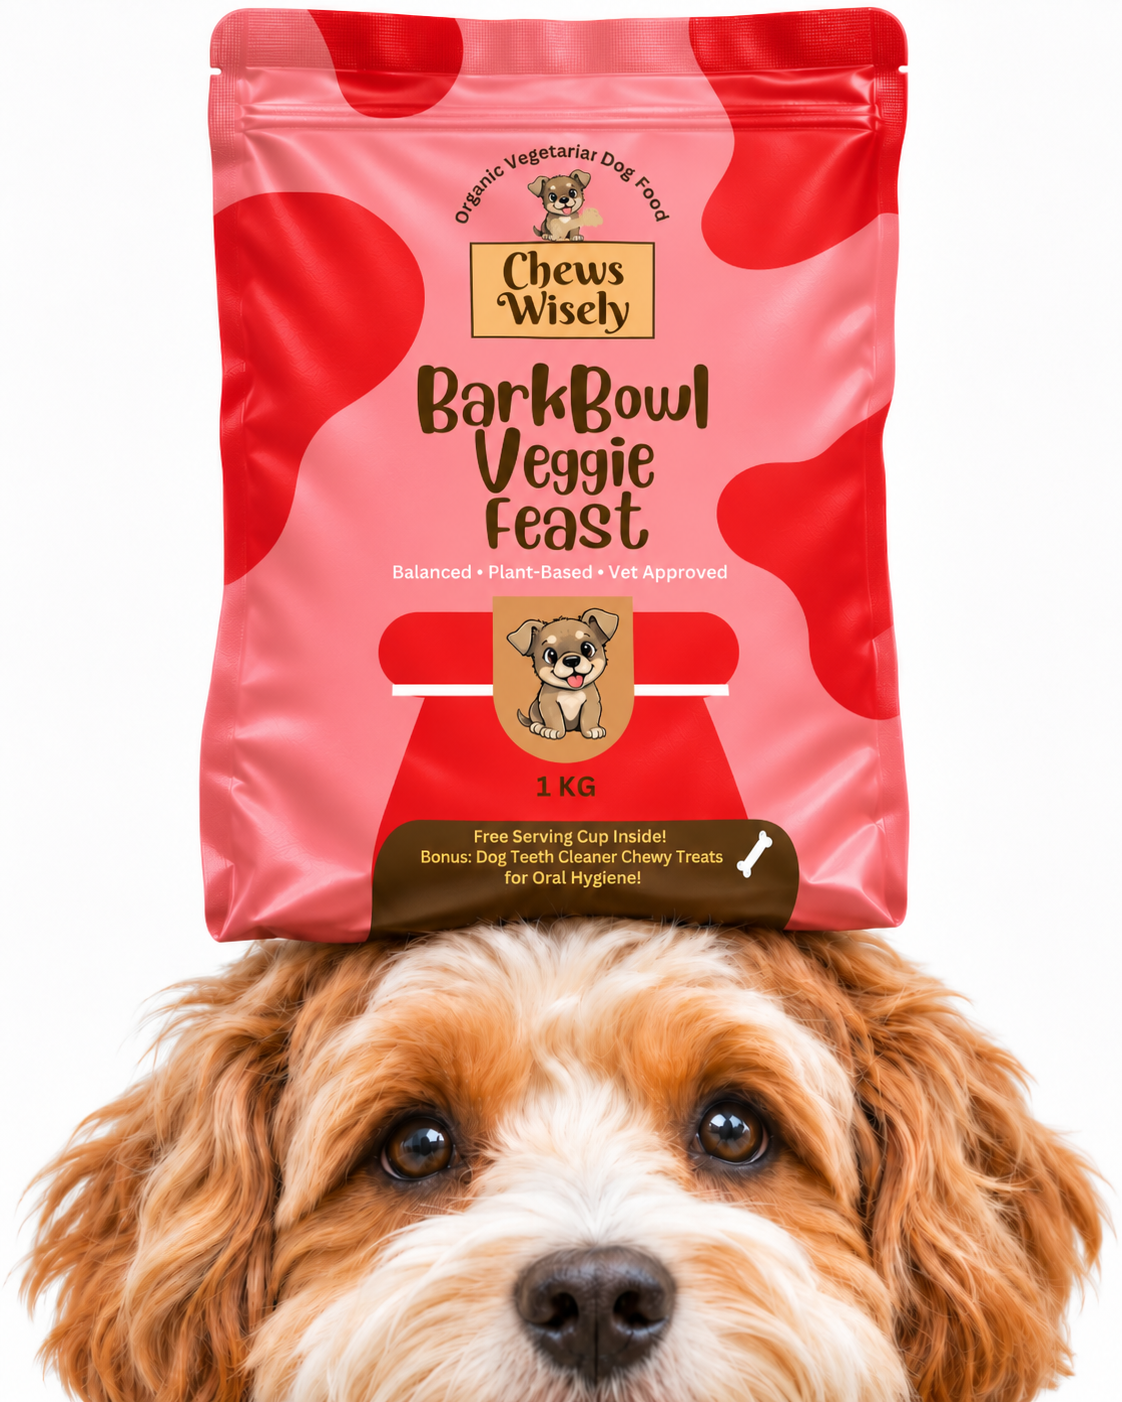 Organic Vegetariar Dog Food
Chews
Wisely
BarkBowl
Veggie
Feast
Balanced • Plant-Based • Vet Approved
1 KG
Free Serving Cup Inside!
Bonus: Dog Teeth Cleaner Chewy Treats
for Oral Hygiene!